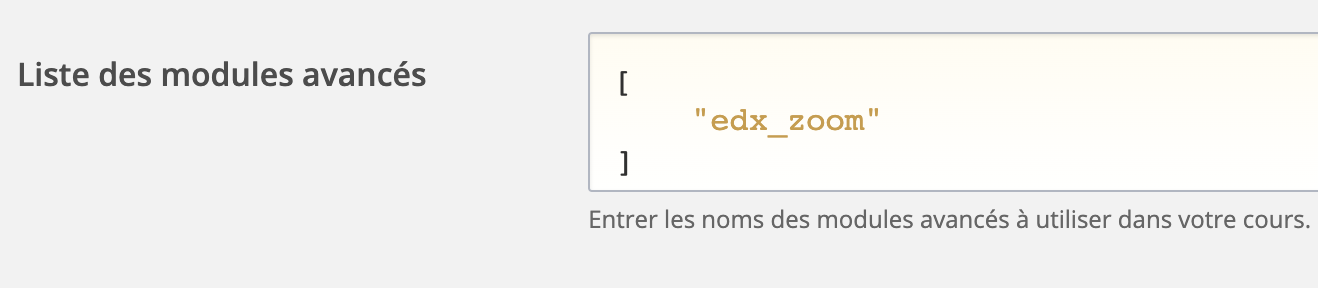 Liste des modules avancés
[
"edx_zoom"
]
Entrer les noms des modules avancés à utiliser dans votre cours.